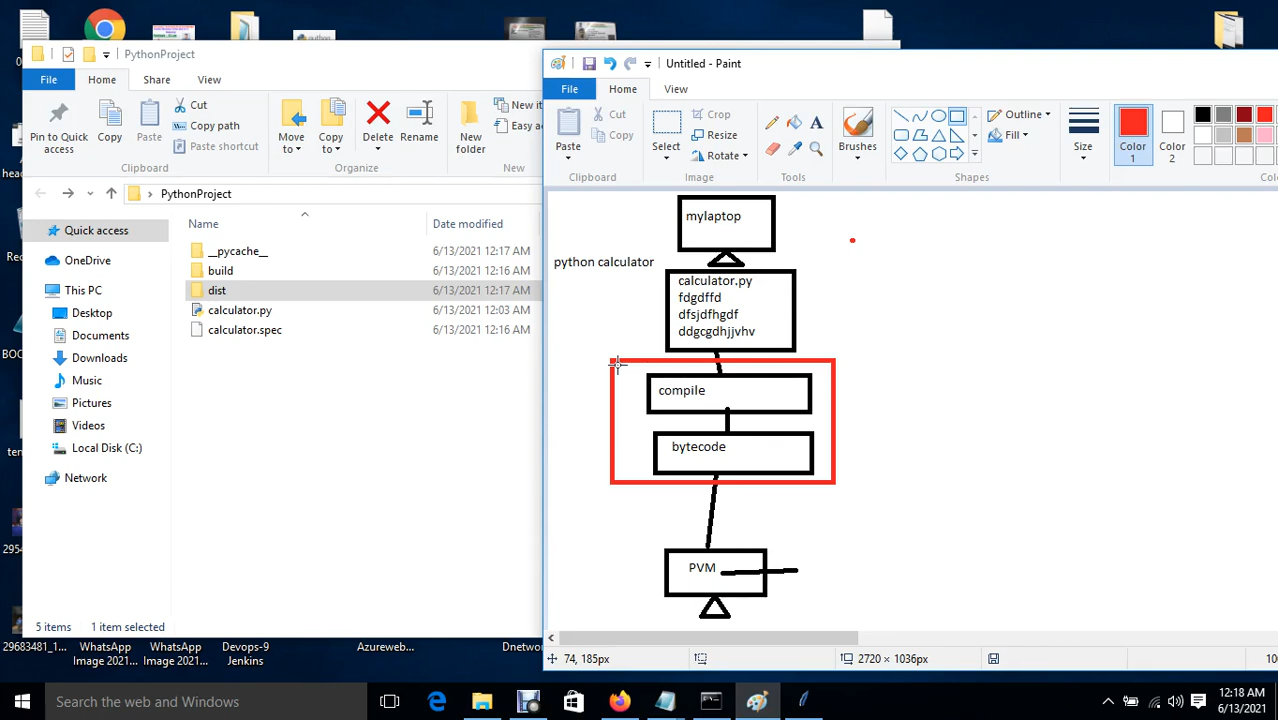 PythonProject
File
Home
Share
View
Pin to Quick access
Copy
Paste
Cut
Copy path
Paste shortcut
Clipboard
Move to
Copy to
Delete
Rename
Organize
New folder
New
PythonProject
Quick access
OneDrive
This PC
Desktop
Documents
Downloads
Music
Pictures
Videos
Local Disk (C:)
Network
Name
Date modified
__pycache__
6/13/2021 12:17 AM
build
6/13/2021 12:16 AM
dist
6/13/2021 12:17 AM
calculator.py
6/13/2021 12:03 AM
calculator.spec
6/13/2021 12:16 AM
5 items
1 item selected
Untitled - Paint
File
Home
View
Paste
Cut
Copy
Clipboard
Select
Crop
Resize
Rotate
Image
Tools
Brushes
Outline
Fill
Shapes
Size
Color 1
Color 2
mylaptop
python calculator
calculator.py
fdgdffd
dfsjdfhgdf
ddgcgdhjjvhv
compile
bytecode
PVM
74, 185px
2720 × 1036px
29683481_1...
WhatsApp Image 2021...
WhatsApp Image 2021...
Devops-9 Jenkins
Azureweb...
Search the web and Windows
12:18 AM
6/13/2021